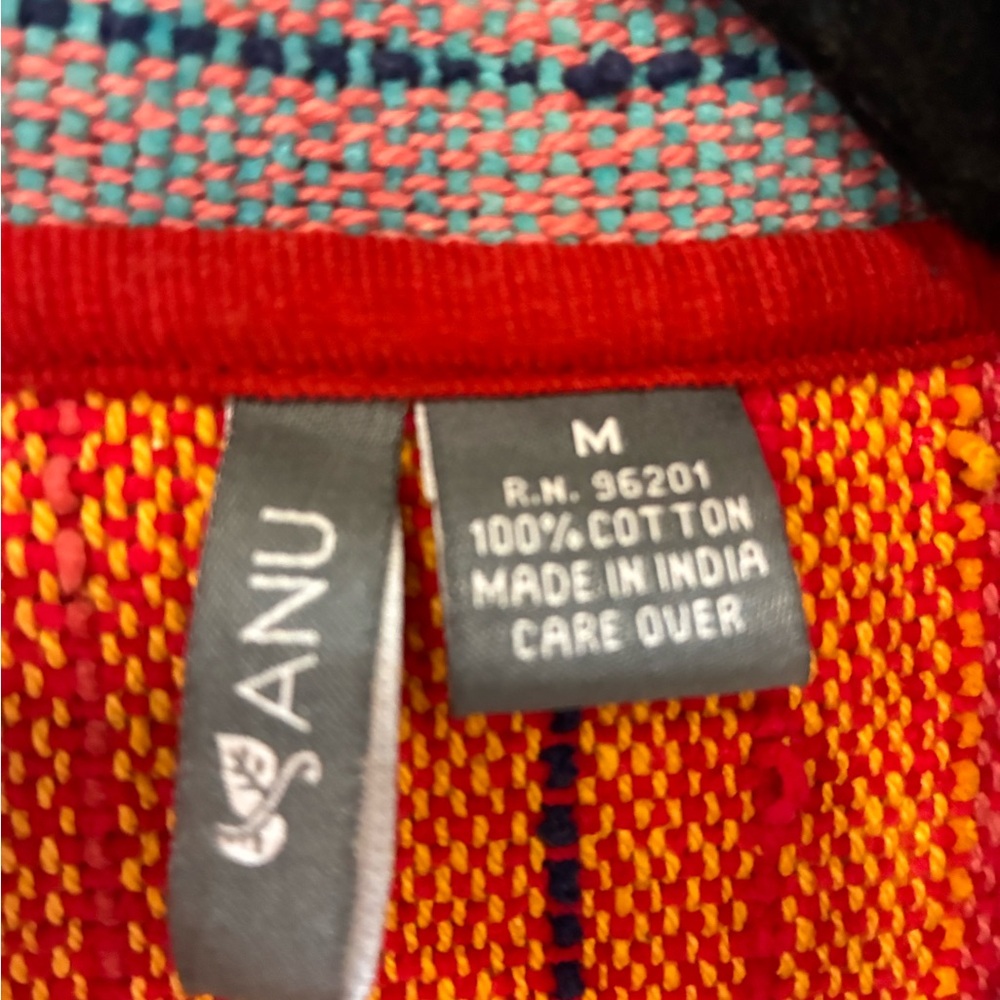 ANU
M
R.N. 96201
100% COTTON
MADE IN INDIA
CARE OVER